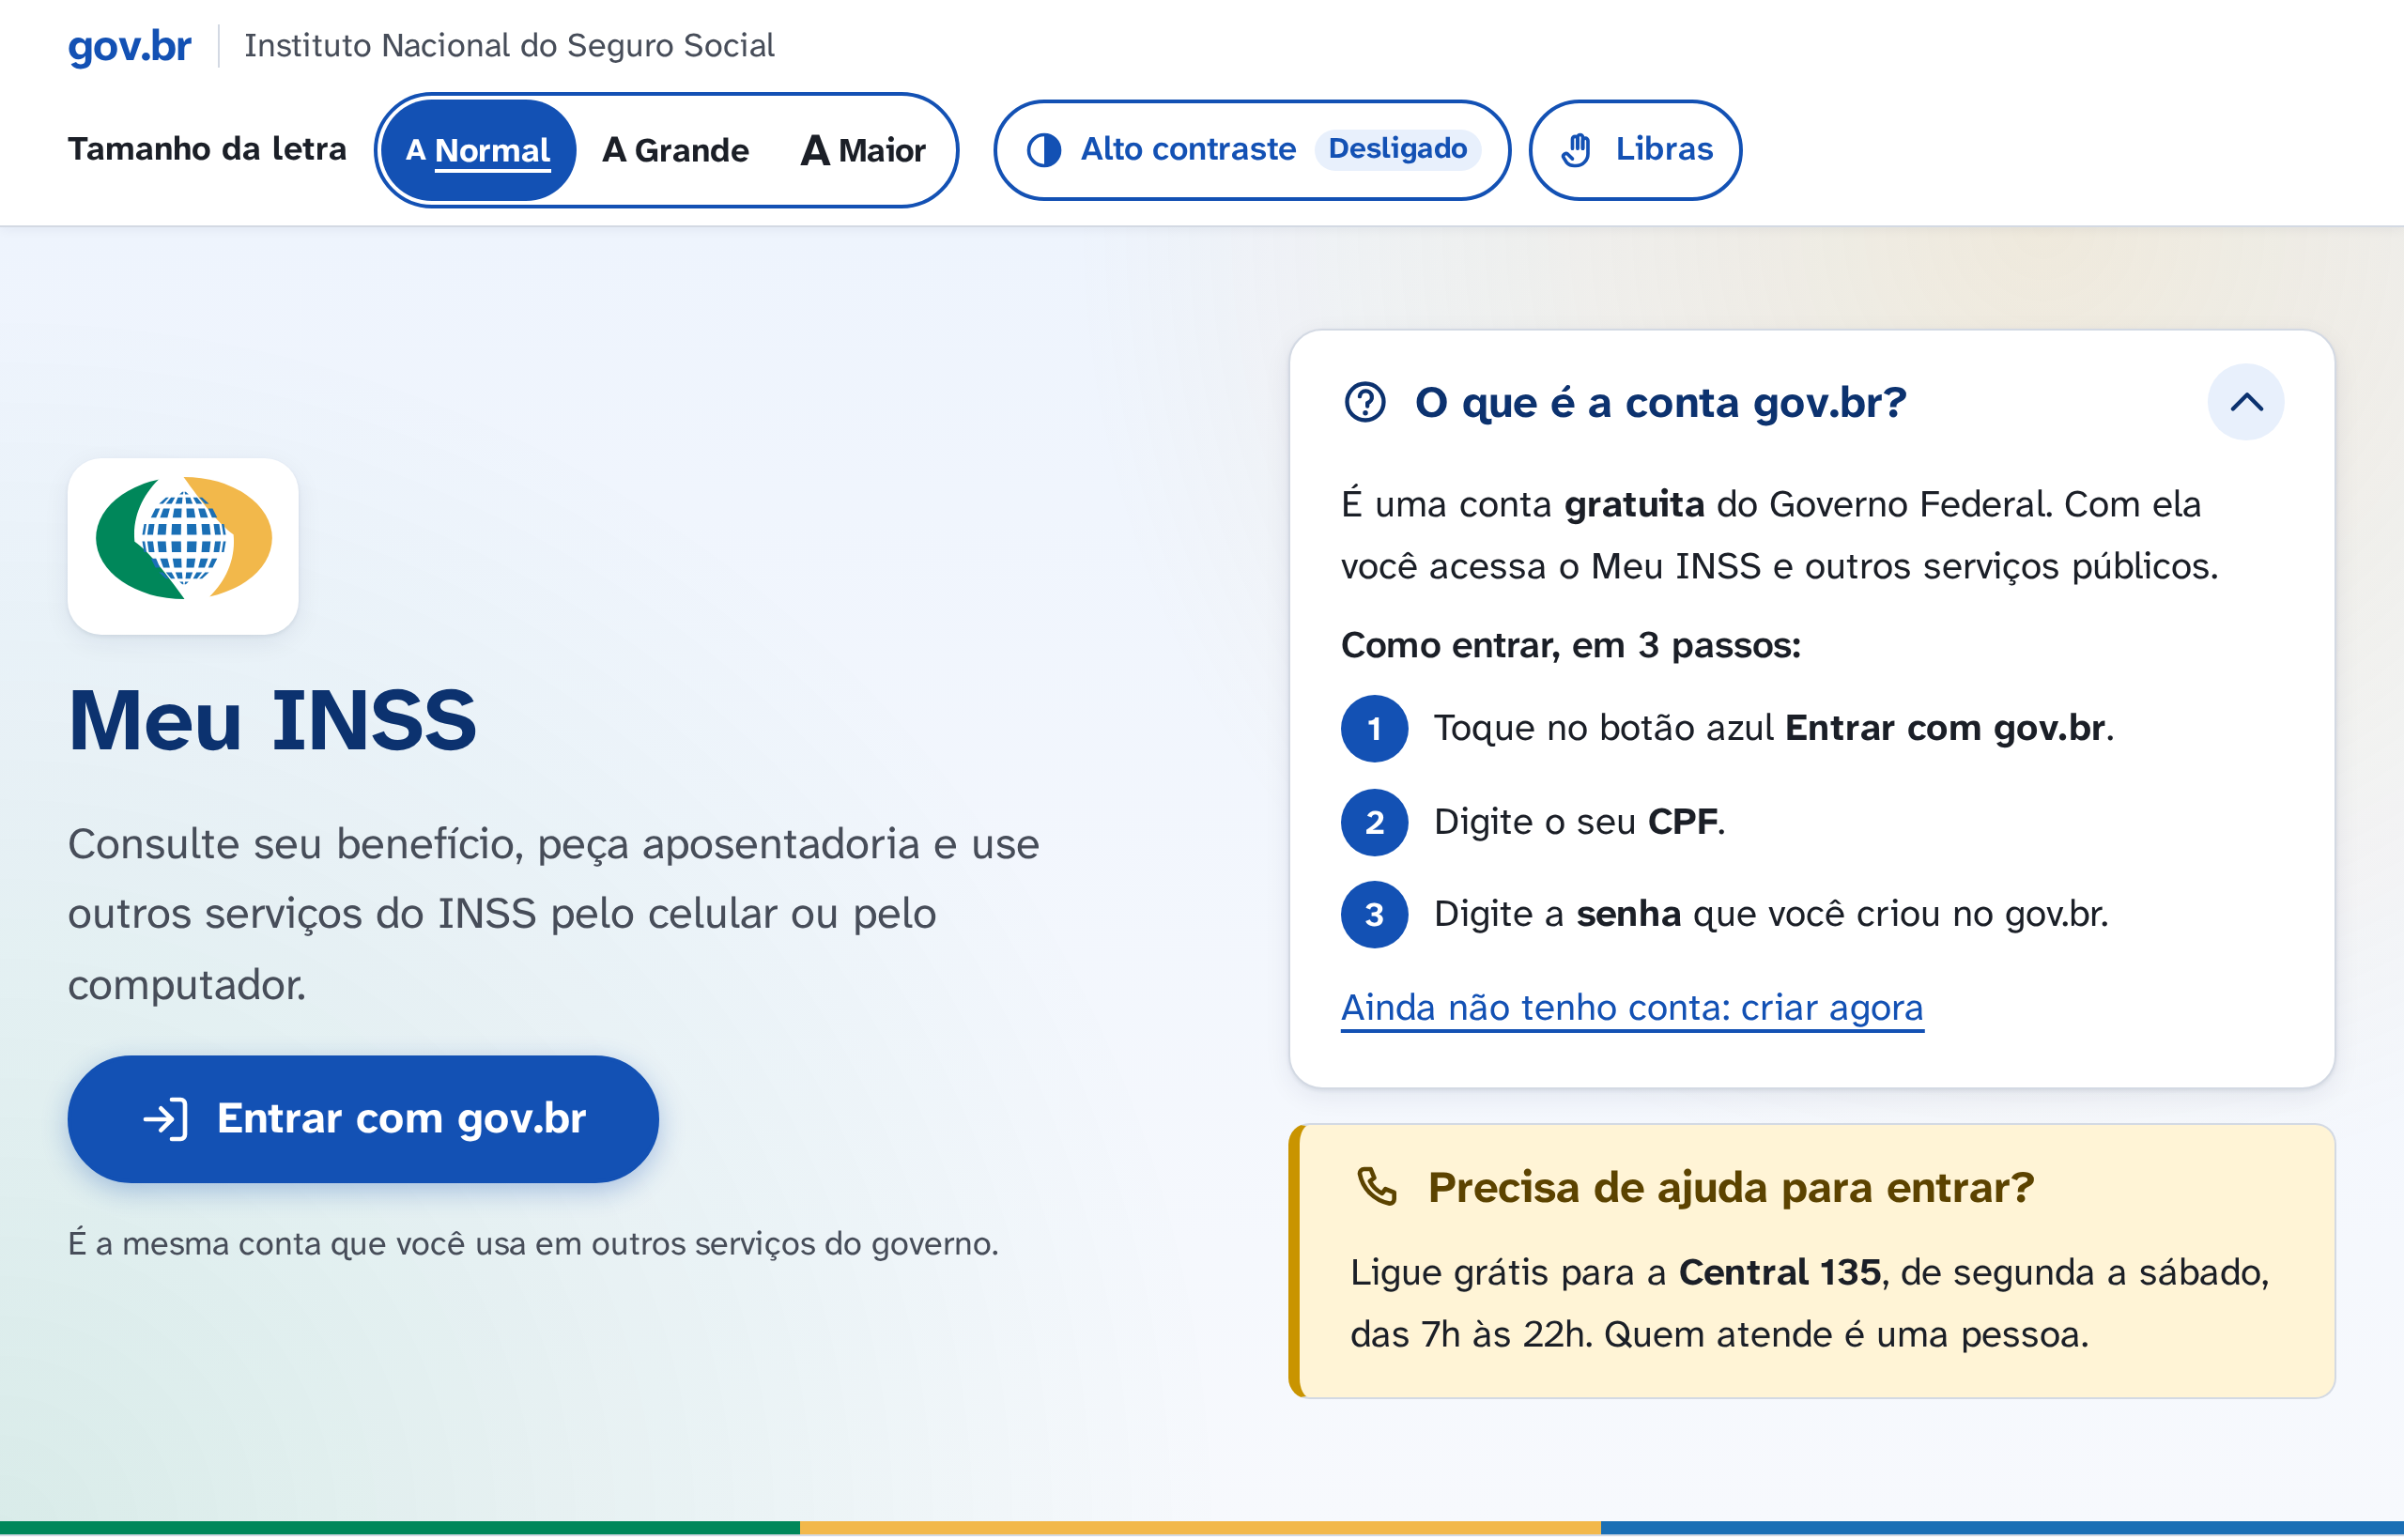 gov.br
Instituto Nacional do Seguro Social
Tamanho da letra
A Normal
A Grande
A Maior
Alto contraste Desligado
Libras
Meu INSS
Consulte seu benefício, peça aposentadoria e use
outros serviços do INSS pelo celular ou pelo
computador.
Entrar com gov.br
É a mesma conta que você usa em outros serviços do governo.
O que é a conta gov.br?
É uma conta gratuita do Governo Federal. Com ela
você acessa o Meu INSS e outros serviços públicos.
Como entrar, em 3 passos:
1 Toque no botão azul Entrar com gov.br.
2 Digite o seu CPF.
3 Digite a senha que você criou no gov.br.
Ainda não tenho conta: criar agora
Precisa de ajuda para entrar?
Ligue grátis para a Central 135, de segunda a sábado,
das 7h às 22h. Quem atende é uma pessoa.